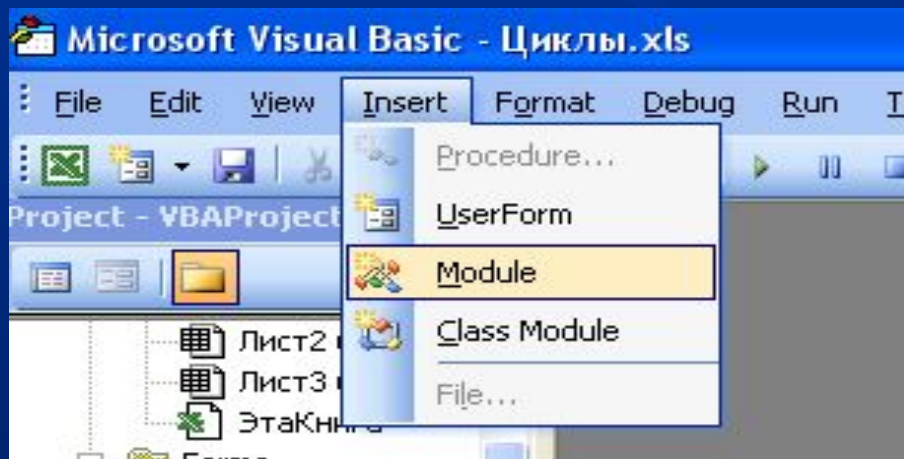 Microsoft Visual Basic - Циклы.xls
File Edit View Insert Format Debug Run
Procedure...
Project - VBAProject
UserForm
Module
Class Module
Лист2
Лист3
File...
ЭтаКнига